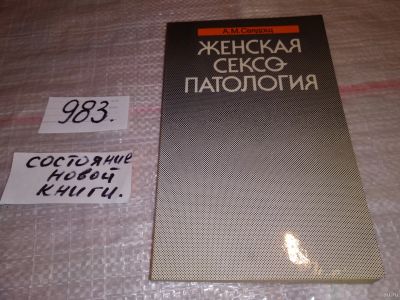 А.М. Свядощ
ЖЕНСКАЯ
СЕКСО-
ПАТОЛОГИЯ
983.
СОСТОЯНИЕ
НОВОЙ
КНИГИ.